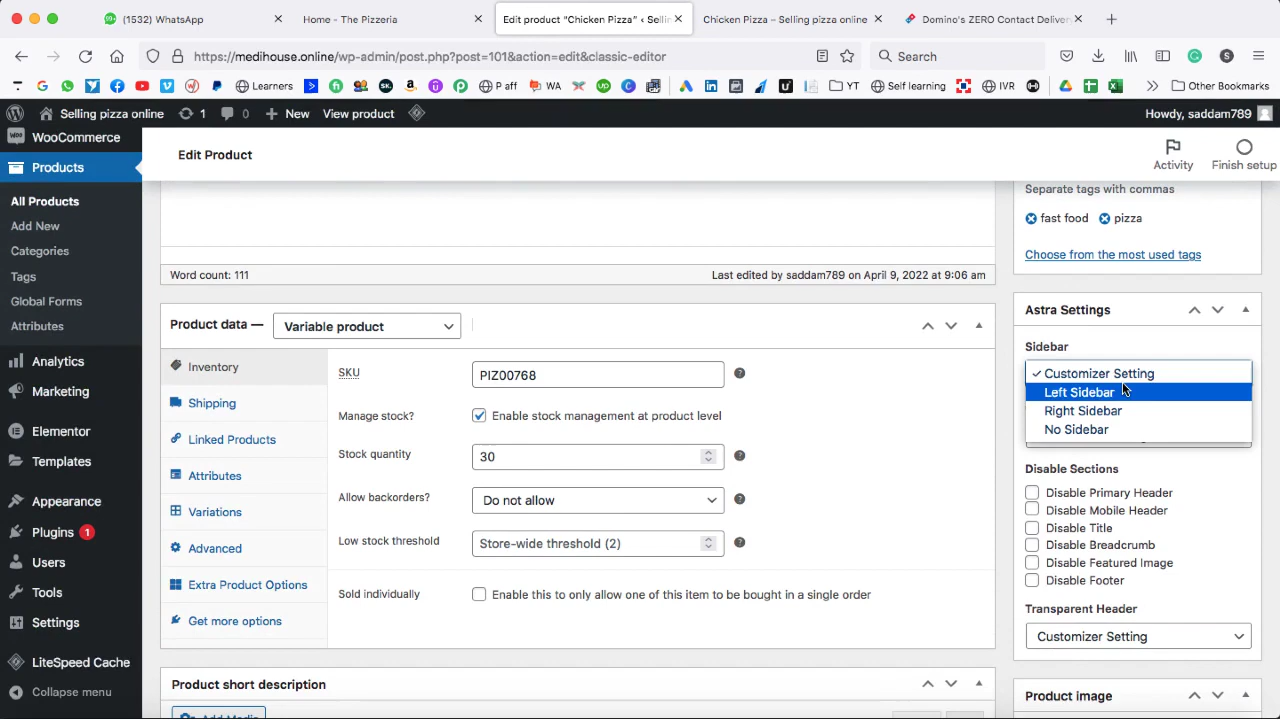 (1532) WhatsApp
Home - The Pizzeria
Edit product "Chicken Pizza" ‹ Sellin
Chicken Pizza – Selling pizza online
Domino's ZERO Contact Deliver
https://medihouse.online/wp-admin/post.php?post=101&action=edit&classic-editor
Search
Learners
P aff
WA
YT
Self learning
IVR
Other Bookmarks
Selling pizza online
1
0
New
View product
Howdy, saddam789
WooCommerce
Products
All Products
Add New
Categories
Tags
Global Forms
Attributes
Analytics
Marketing
Elementor
Templates
Appearance
Plugins 1
Users
Tools
Settings
LiteSpeed Cache
Collapse menu
Edit Product
Activity
Finish setup
Word count: 111
Last edited by saddam789 on April 9, 2022 at 9:06 am
Product data —
Variable product
Inventory
Shipping
Linked Products
Attributes
Variations
Advanced
Extra Product Options
Get more options
SKU
PIZ00768
Manage stock?
Enable stock management at product level
Stock quantity
30
Allow backorders?
Do not allow
Low stock threshold
Store-wide threshold (2)
Sold individually
Enable this to only allow one of this item to be bought in a single order
Product short description
Separate tags with commas
fast food
pizza
Choose from the most used tags
Astra Settings
Sidebar
Customizer Setting
Left Sidebar
Right Sidebar
No Sidebar
Disable Sections
Disable Primary Header
Disable Mobile Header
Disable Title
Disable Breadcrumb
Disable Featured Image
Disable Footer
Transparent Header
Customizer Setting
Product image